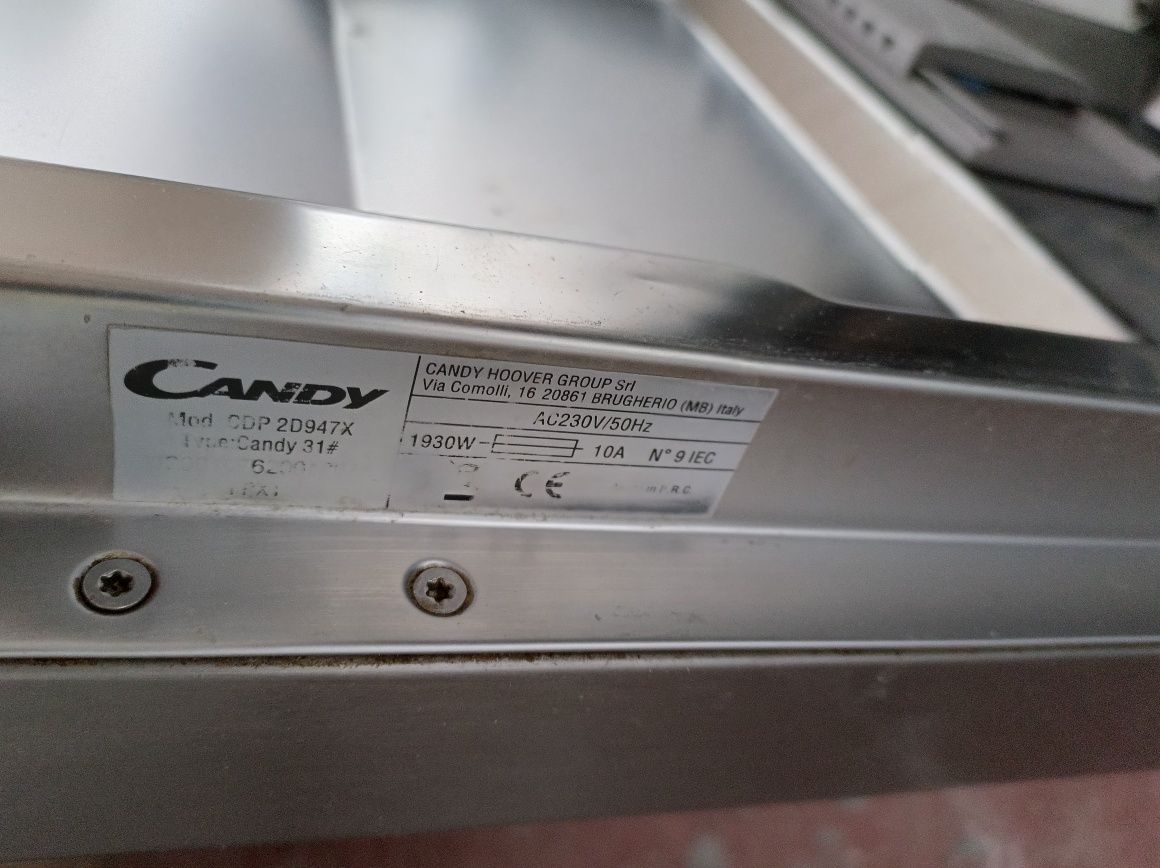 CANDY
Mod CDP 2D947X
Type:Candy 31#
CANDY HOOVER GROUP Srl
Via Comolli, 16 20861 BRUGHERIO (MB) Italy
AC230V/50Hz
1930W 10A N° 9 IEC
CE
in P.R.C.